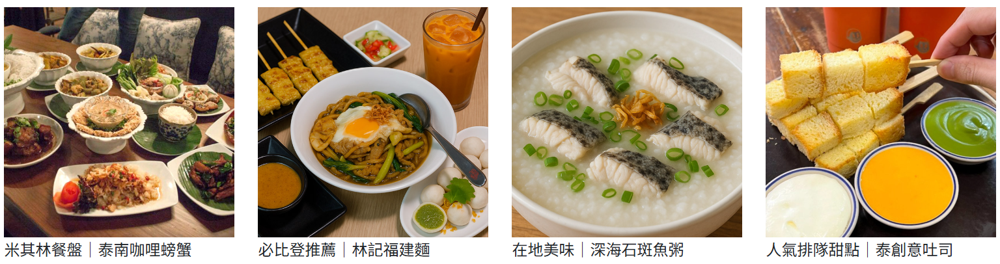 米其林餐盤｜泰南咖哩螃蟹
必比登推薦｜林記福建麵
在地美味｜深海石斑魚粥
人氣排隊甜點｜泰創意吐司